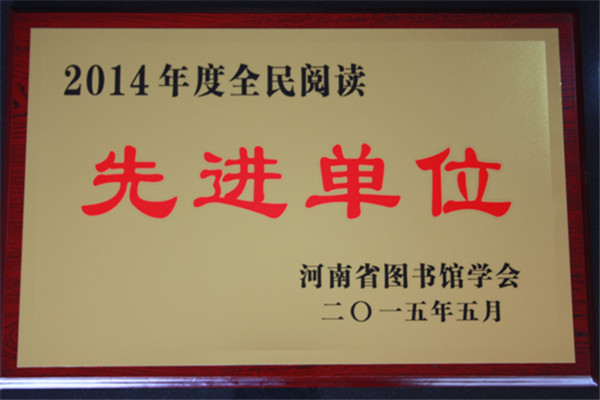 2014年度全民阅读
先进单位
河南省图书馆学会
二〇一五年五月